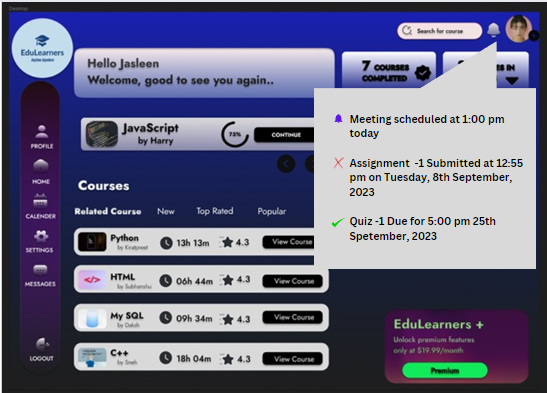 Desktop
EduLearners
Search for course
Hello Jasleen
Welcome, good to see you again..
7 COURSES
COMPLETED
ES IN
Meeting scheduled at 1:00 pm
today
Assignment -1 Submitted at 12:55
pm on Tuesday, 8th September,
2023
Quiz -1 Due for 5:00 pm 25th
Spetember, 2023
JavaScript
by Harry
73%
CONTINUE
PROFILE
HOME
CALENDER
SETTINGS
MESSAGES
LOGOUT
Courses
Related Course New Top Rated Popular
Python
by Kiratpreet
13h 13m
4.3
View Course
HTML
by Subhanshu
06h 44m
4.3
View Course
My SQL
by Daksh
09h 34m
4.3
View Course
C++
by Sneh
18h 04m
4.3
View Course
EduLearners +
Unlock premium features
only at $19.99/month
Premium